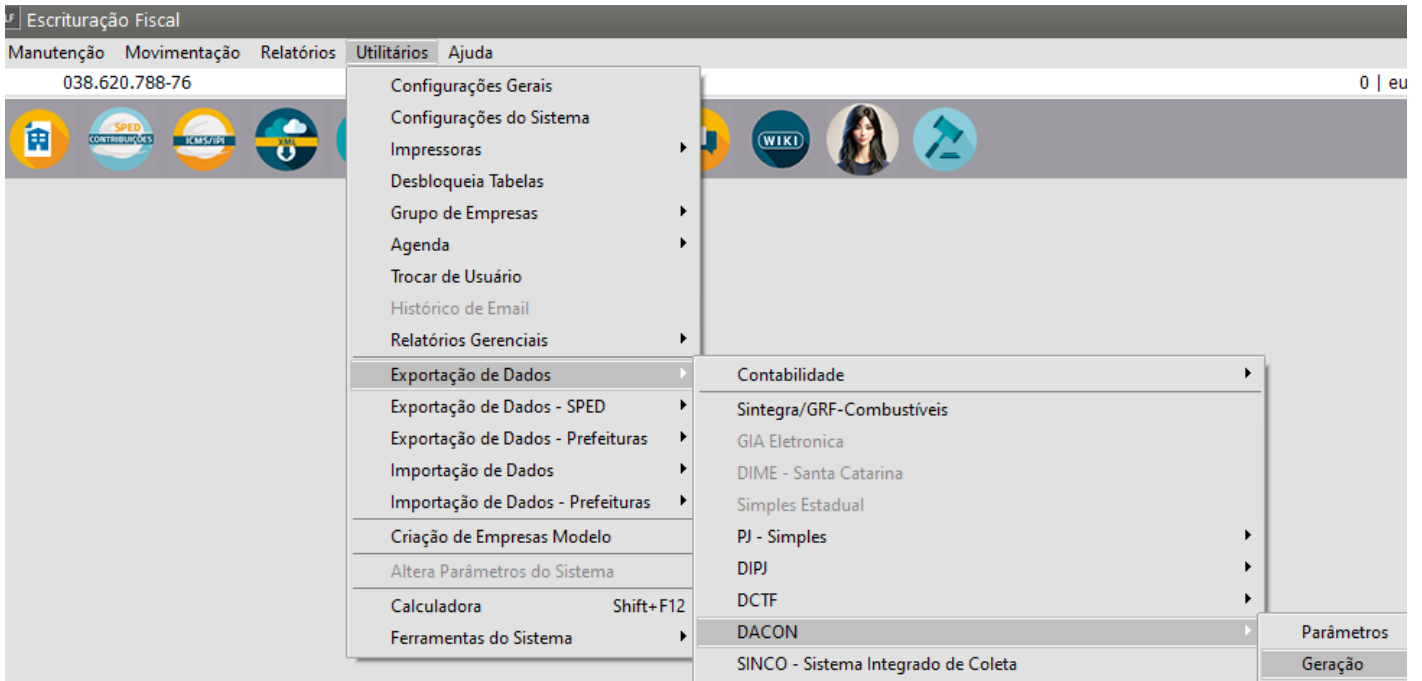 LF Escrituração Fiscal
Manutenção Movimentação Relatórios Utilitários Ajuda
038.620.788-76 0 | eu
SPED CONTRIBUIÇÕES ICMS/IPI XML WIKI
Configurações Gerais
Configurações do Sistema
Impressoras
Desbloqueia Tabelas
Grupo de Empresas
Agenda
Trocar de Usuário
Histórico de Email
Relatórios Gerenciais
Exportação de Dados
Exportação de Dados - SPED
Exportação de Dados - Prefeituras
Importação de Dados
Importação de Dados - Prefeituras
Criação de Empresas Modelo
Altera Parâmetros do Sistema
Calculadora Shift+F12
Ferramentas do Sistema
Contabilidade
Sintegra/GRF-Combustíveis
GIA Eletronica
DIME - Santa Catarina
Simples Estadual
PJ - Simples
DIPJ
DCTF
DACON
SINCO - Sistema Integrado de Coleta
Parâmetros
Geração